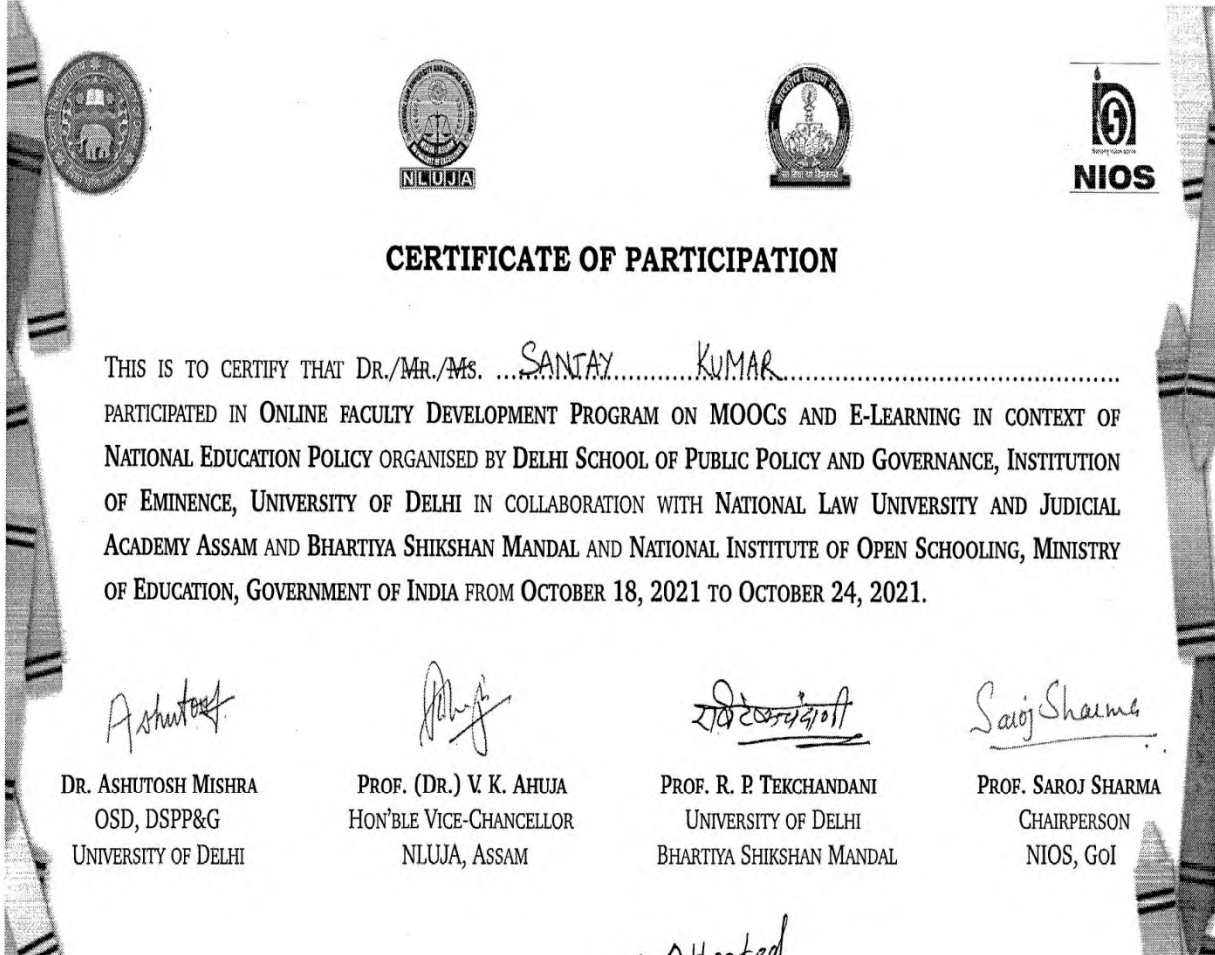 NLUJA
NIOS
CERTIFICATE OF PARTICIPATION
THIS IS TO CERTIFY THAT DR./MR./MS. ...SANJAY............KUMAR................................................
PARTICIPATED IN ONLINE FACULTY DEVELOPMENT PROGRAM ON MOOCS AND E-LEARNING IN CONTEXT OF
NATIONAL EDUCATION POLICY ORGANISED BY DELHI SCHOOL OF PUBLIC POLICY AND GOVERNANCE, INSTITUTION
OF EMINENCE, UNIVERSITY OF DELHI IN COLLABORATION WITH NATIONAL LAW UNIVERSITY AND JUDICIAL
ACADEMY ASSAM AND BHARTIYA SHIKSHAN MANDAL AND NATIONAL INSTITUTE OF OPEN SCHOOLING, MINISTRY
OF EDUCATION, GOVERNMENT OF INDIA FROM OCTOBER 18, 2021 TO OCTOBER 24, 2021.
Ashutosh
Saroj Sharma
DR. ASHUTOSH MISHRA
OSD, DSPP&G
UNIVERSITY OF DELHI
PROF. (DR.) V. K. AHUJA
HON'BLE VICE-CHANCELLOR
NLUJA, ASSAM
PROF. R. P. TEKCHANDANI
UNIVERSITY OF DELHI
BHARTIYA SHIKSHAN MANDAL
PROF. SAROJ SHARMA
CHAIRPERSON
NIOS, GOI
Attested